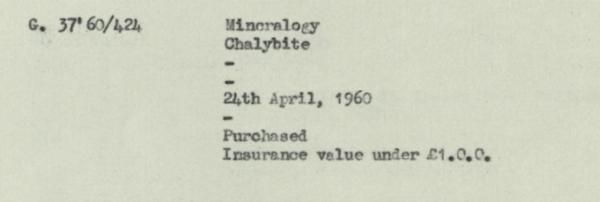 G. 37'60/424 Mineralogy
Chalybite
-
-
24th April, 1960
-
Purchased
Insurance value under £1.0.0.